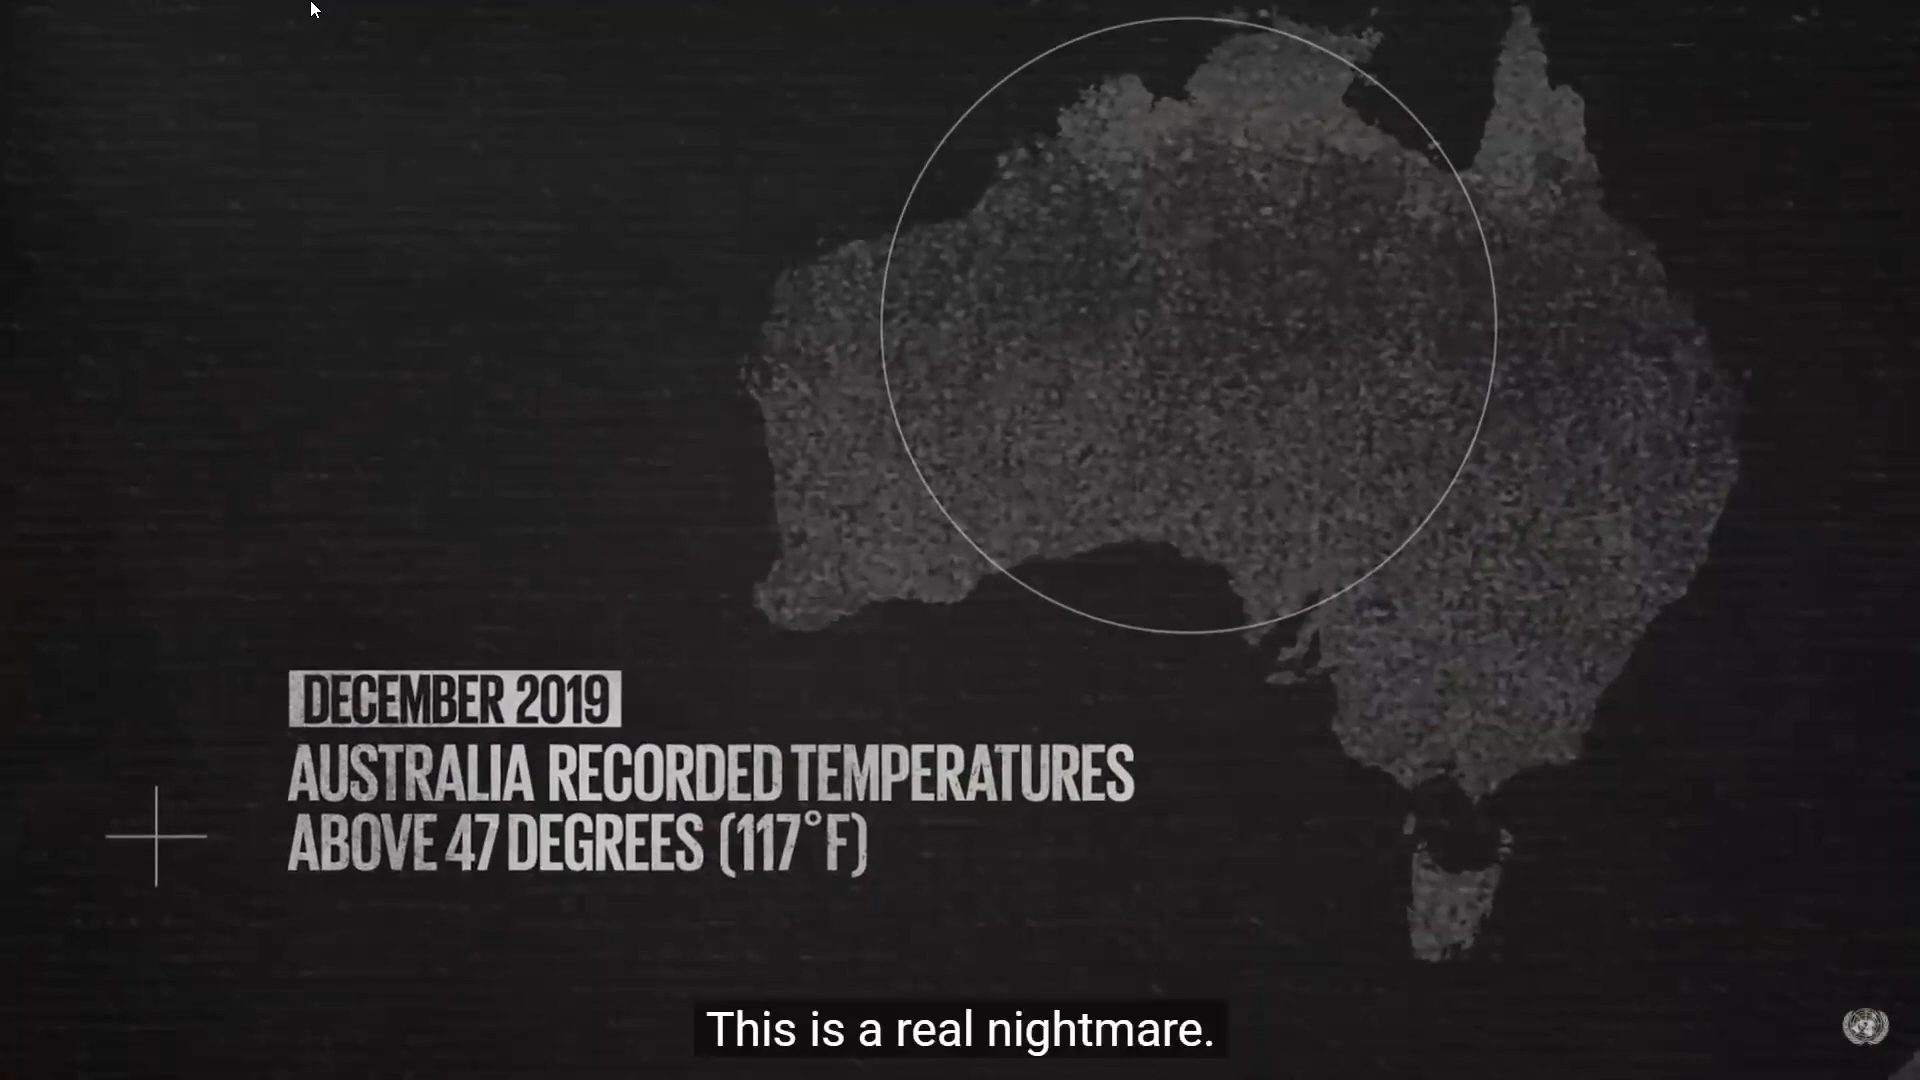 DECEMBER 2019
AUSTRALIA RECORDED TEMPERATURES
ABOVE 47 DEGREES (117°F)
This is a real nightmare.